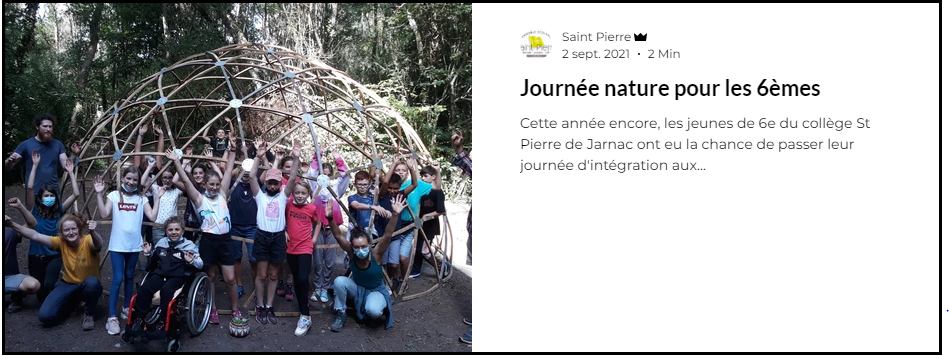 Saint Pierre
2 sept. 2021 · 2 Min
Journée nature pour les 6èmes
Cette année encore, les jeunes de 6e du collège St
Pierre de Jarnac ont eu la chance de passer leur
journée d'intégration aux...
LEVI'S